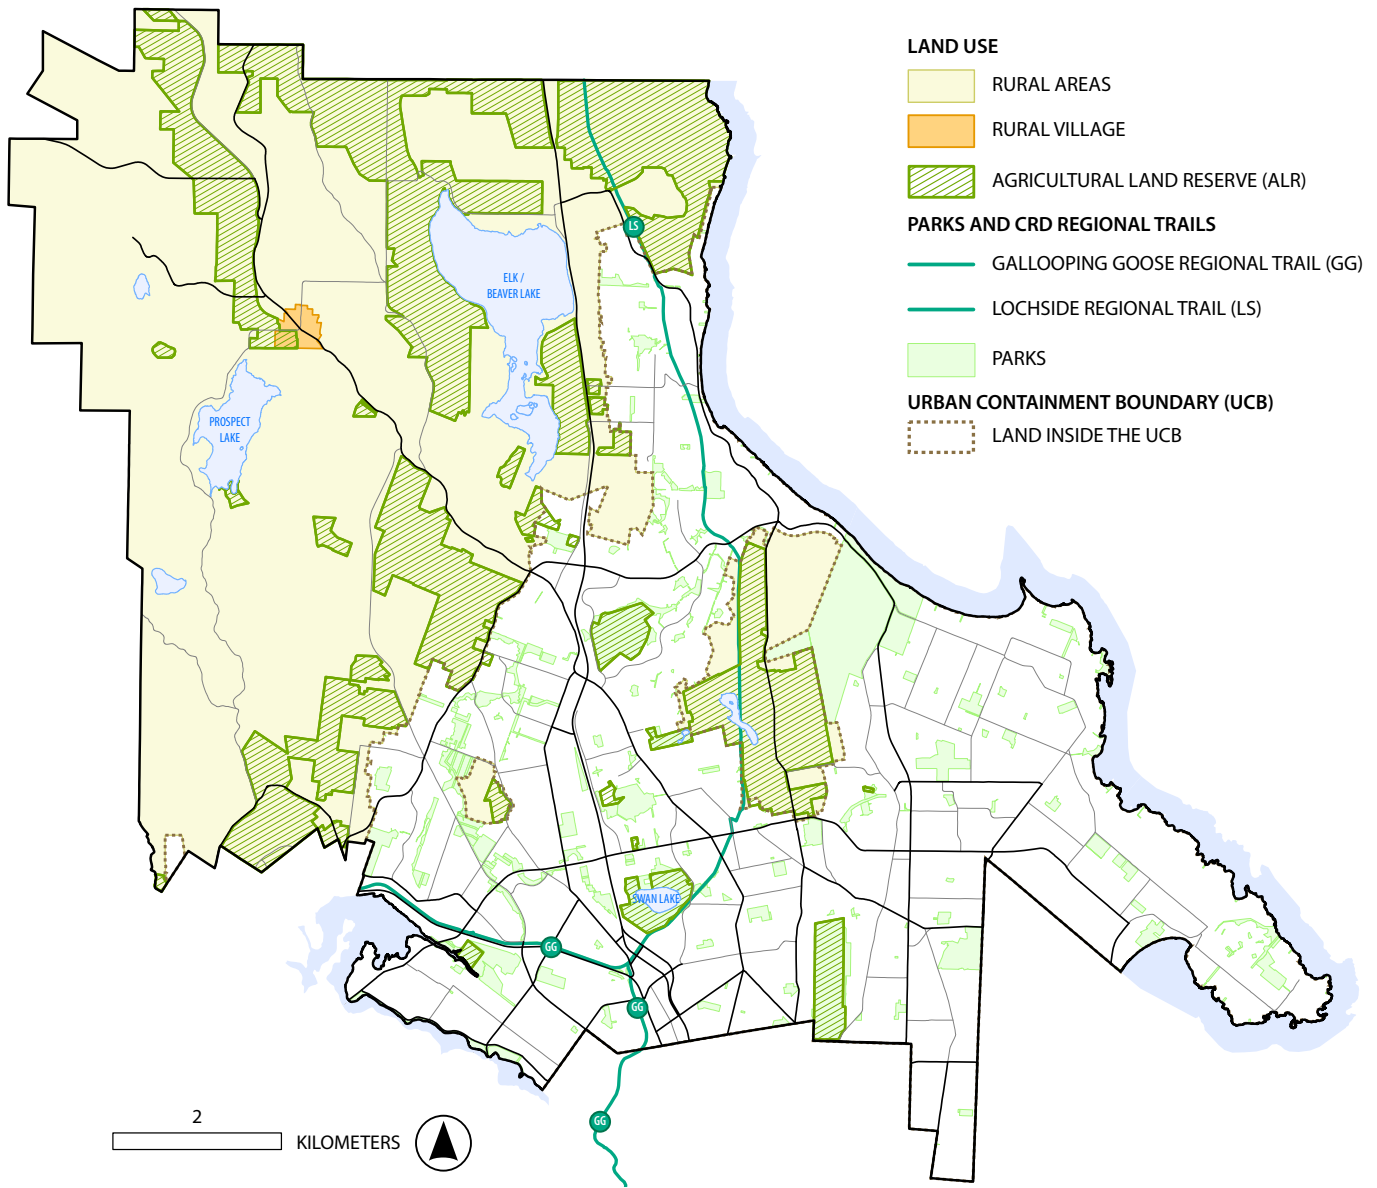 LAND USE
RURAL AREAS
RURAL VILLAGE
AGRICULTURAL LAND RESERVE (ALR)
PARKS AND CRD REGIONAL TRAILS
GALLOOPING GOOSE REGIONAL TRAIL (GG)
LOCHSIDE REGIONAL TRAIL (LS)
PARKS
URBAN CONTAINMENT BOUNDARY (UCB)
LAND INSIDE THE UCB
LS
ELK /
BEAVER LAKE
PROSPECT
LAKE
SWAN LAKE
GG
GG
GG
2
KILOMETERS